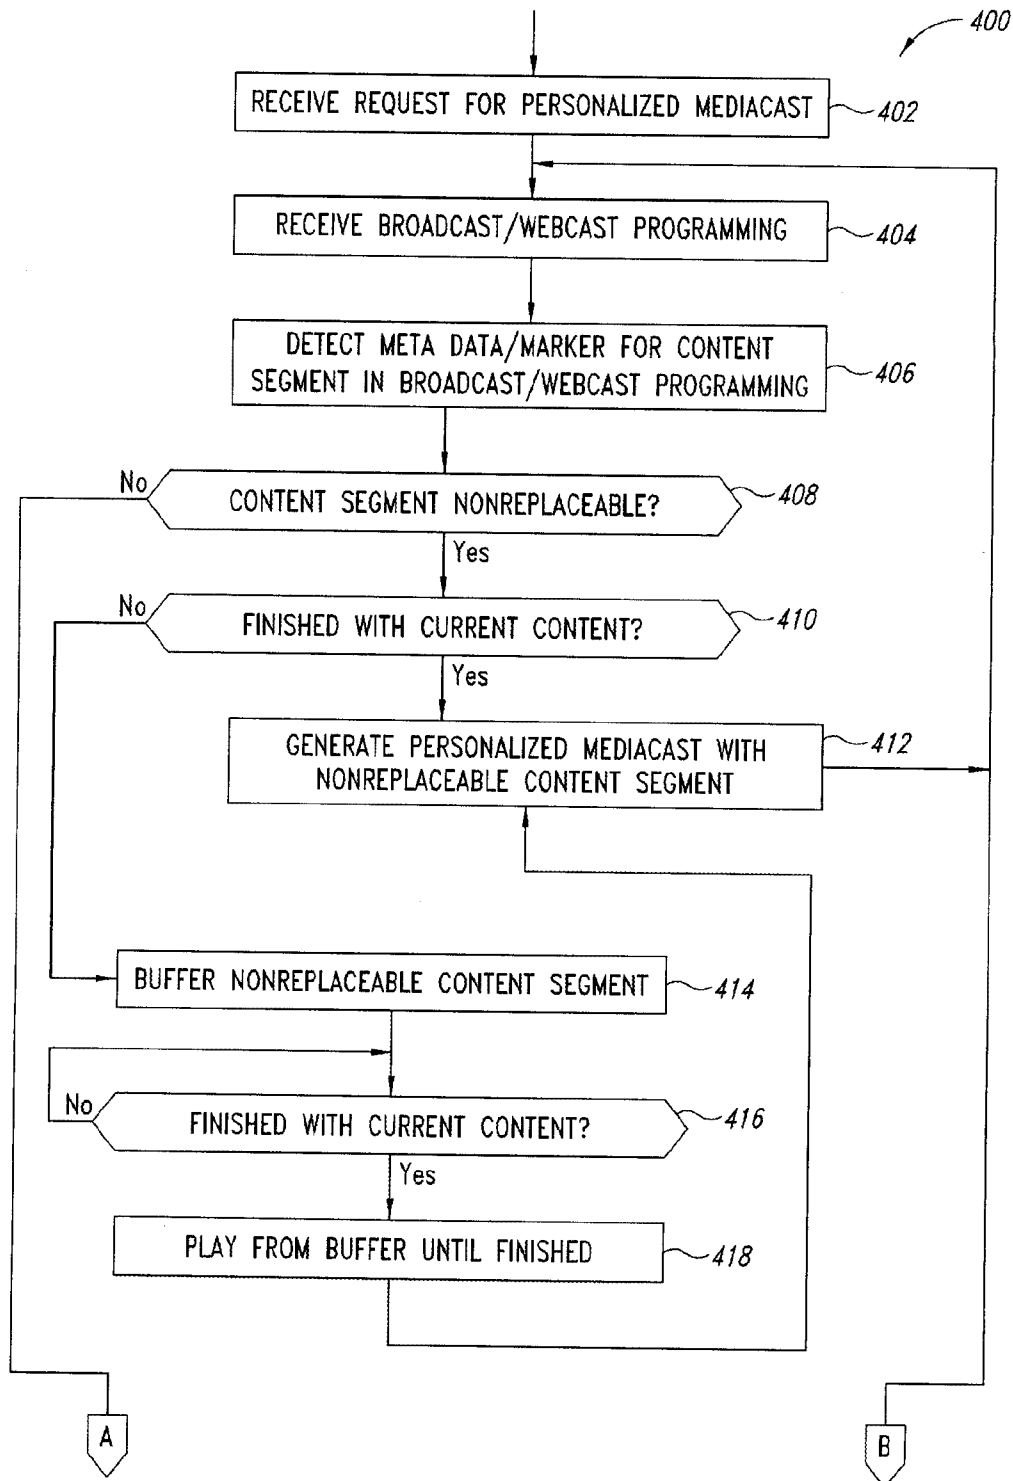 400
RECEIVE REQUEST FOR PERSONALIZED MEDIACAST
402
RECEIVE BROADCAST/WEBCAST PROGRAMMING
404
DETECT META DATA/MARKER FOR CONTENT
SEGMENT IN BROADCAST/WEBCAST PROGRAMMING
406
No
CONTENT SEGMENT NONREPLACEABLE?
408
Yes
No
FINISHED WITH CURRENT CONTENT?
410
Yes
GENERATE PERSONALIZED MEDIACAST WITH
NONREPLACEABLE CONTENT SEGMENT
412
BUFFER NONREPLACEABLE CONTENT SEGMENT
414
No
FINISHED WITH CURRENT CONTENT?
416
Yes
PLAY FROM BUFFER UNTIL FINISHED
418
A
B